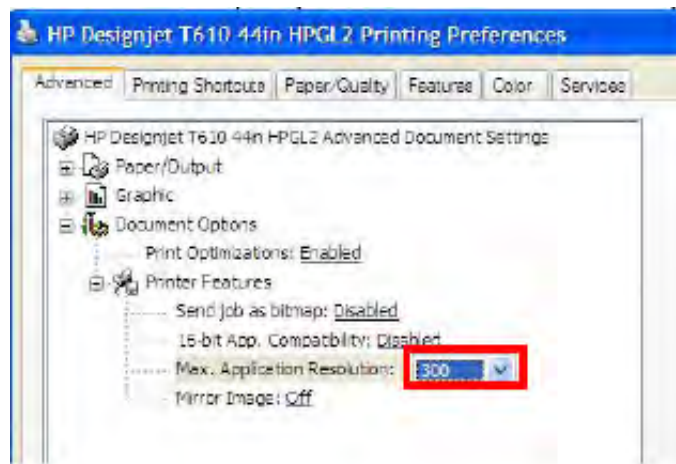 HP Designjet T610 44in HPGL2 Printing Preferences
Advanced Printing Shortcuts Paper/Quality Features Color Services
HP Designjet T610 44in HPGL2 Advanced Document Settings
Paper/Output
Graphic
Document Options
Print Optimizations: Enabled
Printer Features
Send job as bitmap: Disabled
16-bit App. Compatibility: Disabled
Max. Application Resolution: 300
Mirror Image: Off